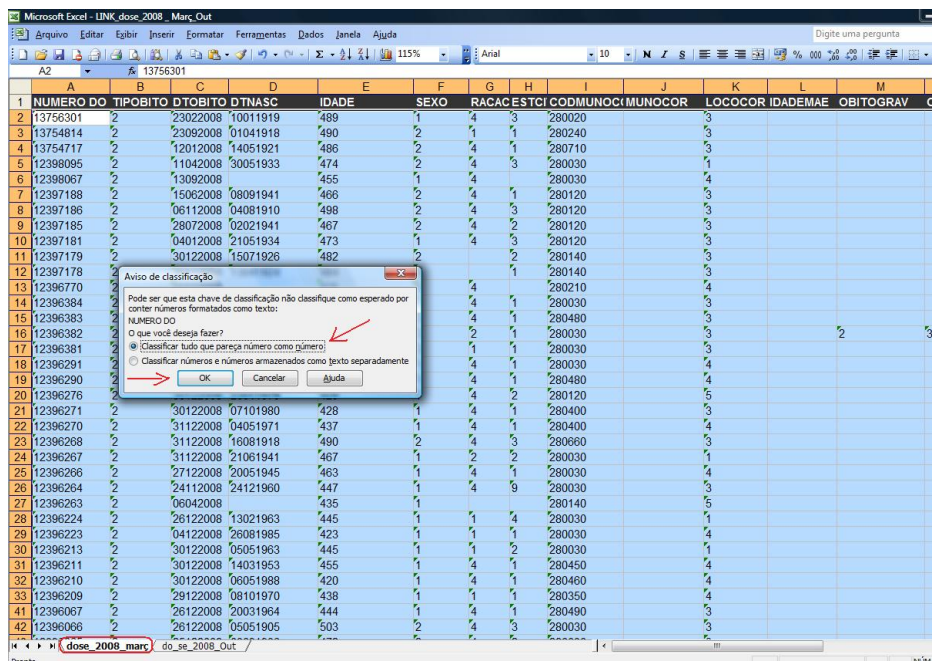 Microsoft Excel - LINK_dose_2008 _ Març_Out
Arquivo Editar Exibir Inserir Formatar Ferramentas Dados Janela Ajuda Digite uma pergunta
115% Arial 10 N I S % 000
A2 fx 13756301
A B C D E F G H I J K L M
1 NUMERO DO TIPOBITO DTOBITO DTNASC IDADE SEXO RACAC ESTCI CODMUNOCI MUNOCOR LOCOCOR IDADEMAE OBITOGRAV
2 13756301 2 23022008 10011919 489 1 4 3 280020 3
3 13754814 2 23092008 01041918 490 2 1 1 280240 3
4 13754717 2 12012008 14051921 486 2 4 1 280710 3
5 12398095 2 11042008 30051933 474 2 4 3 280030 1
6 12398067 2 13092008 455 1 4 280030 4
7 12397188 2 15062008 08091941 466 2 4 1 280120 3
8 12397186 2 06112008 04081910 498 2 4 3 280120 3
9 12397185 2 28072008 02021941 467 2 4 2 280120 3
10 12397181 2 04012008 21051934 473 1 4 3 280120 3
11 12397179 2 30122008 15071926 482 2 2 280140 3
12 12397178 1 280140 3
13 12396770 4 280210 4
14 12396384 4 1 280030 3
15 12396383 4 1 280480 3
16 12396382 2 1 280030 3 2 3
17 12396381 1 1 280030 3
18 12396291 4 1 280030 4
19 12396290 4 1 280480 4
20 12396276 4 2 280120 5
Aviso de classificação
Pode ser que esta chave de classificação não classifique como esperado por
conter números formatados como texto:
NUMERO DO
O que você deseja fazer?
Classificar tudo que pareça número como número
Classificar números e números armazenados como texto separadamente
OK Cancelar Ajuda
21 12396271 2 30122008 07101980 428 1 4 1 280400 3
22 12396270 2 31122008 04051971 437 1 4 1 280400 4
23 12396268 2 31122008 16081918 490 2 4 3 280660 3
24 12396267 2 31122008 21061941 467 1 2 2 280030 1
25 12396266 2 27122008 20051945 463 1 4 1 280030 4
26 12396264 2 24112008 24121960 447 1 4 9 280030 3
27 12396263 2 06042008 435 1 280140 5
28 12396224 2 26122008 13021963 445 1 1 4 280030 1
29 12396223 2 04122008 26081985 423 1 1 1 280030 4
30 12396213 2 30122008 05051963 445 1 1 2 280030 1
31 12396211 2 30122008 14031953 455 1 4 1 280450 4
32 12396210 2 30122008 06051988 420 1 4 1 280460 4
33 12396209 2 29122008 08101970 438 1 4 1 280350 4
41 12396067 2 26122008 20031964 444 1 4 1 280490 3
42 12396066 2 26122008 05051905 503 2 4 3 280030 3
dose_2008_març do_se_2008_Out